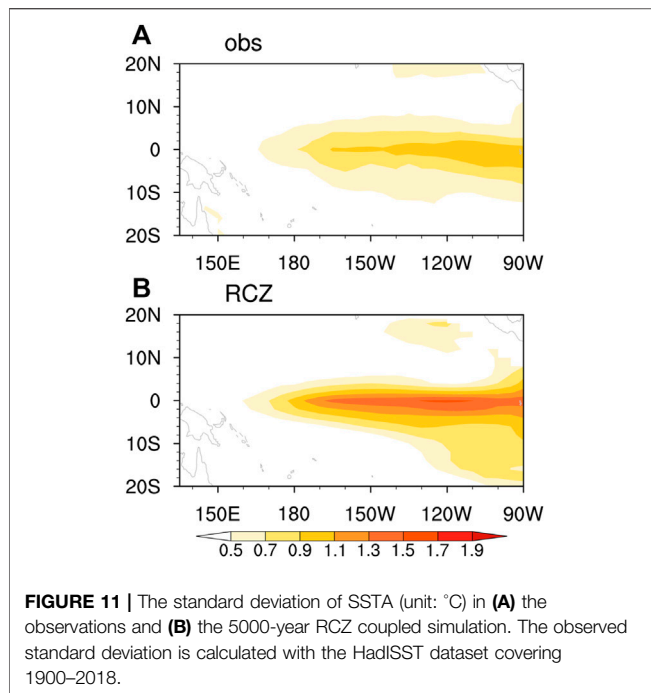 A obs
20N
10N
0
10S
20S
150E 180 150W 120W 90W
B RCZ
20N
10N
0
10S
20S
150E 180 150W 120W 90W
0.5 0.7 0.9 1.1 1.3 1.5 1.7 1.9
FIGURE 11 | The standard deviation of SSTA (unit: °C) in (A) the
observations and (B) the 5000-year RCZ coupled simulation. The observed
standard deviation is calculated with the HadISST dataset covering
1900–2018.